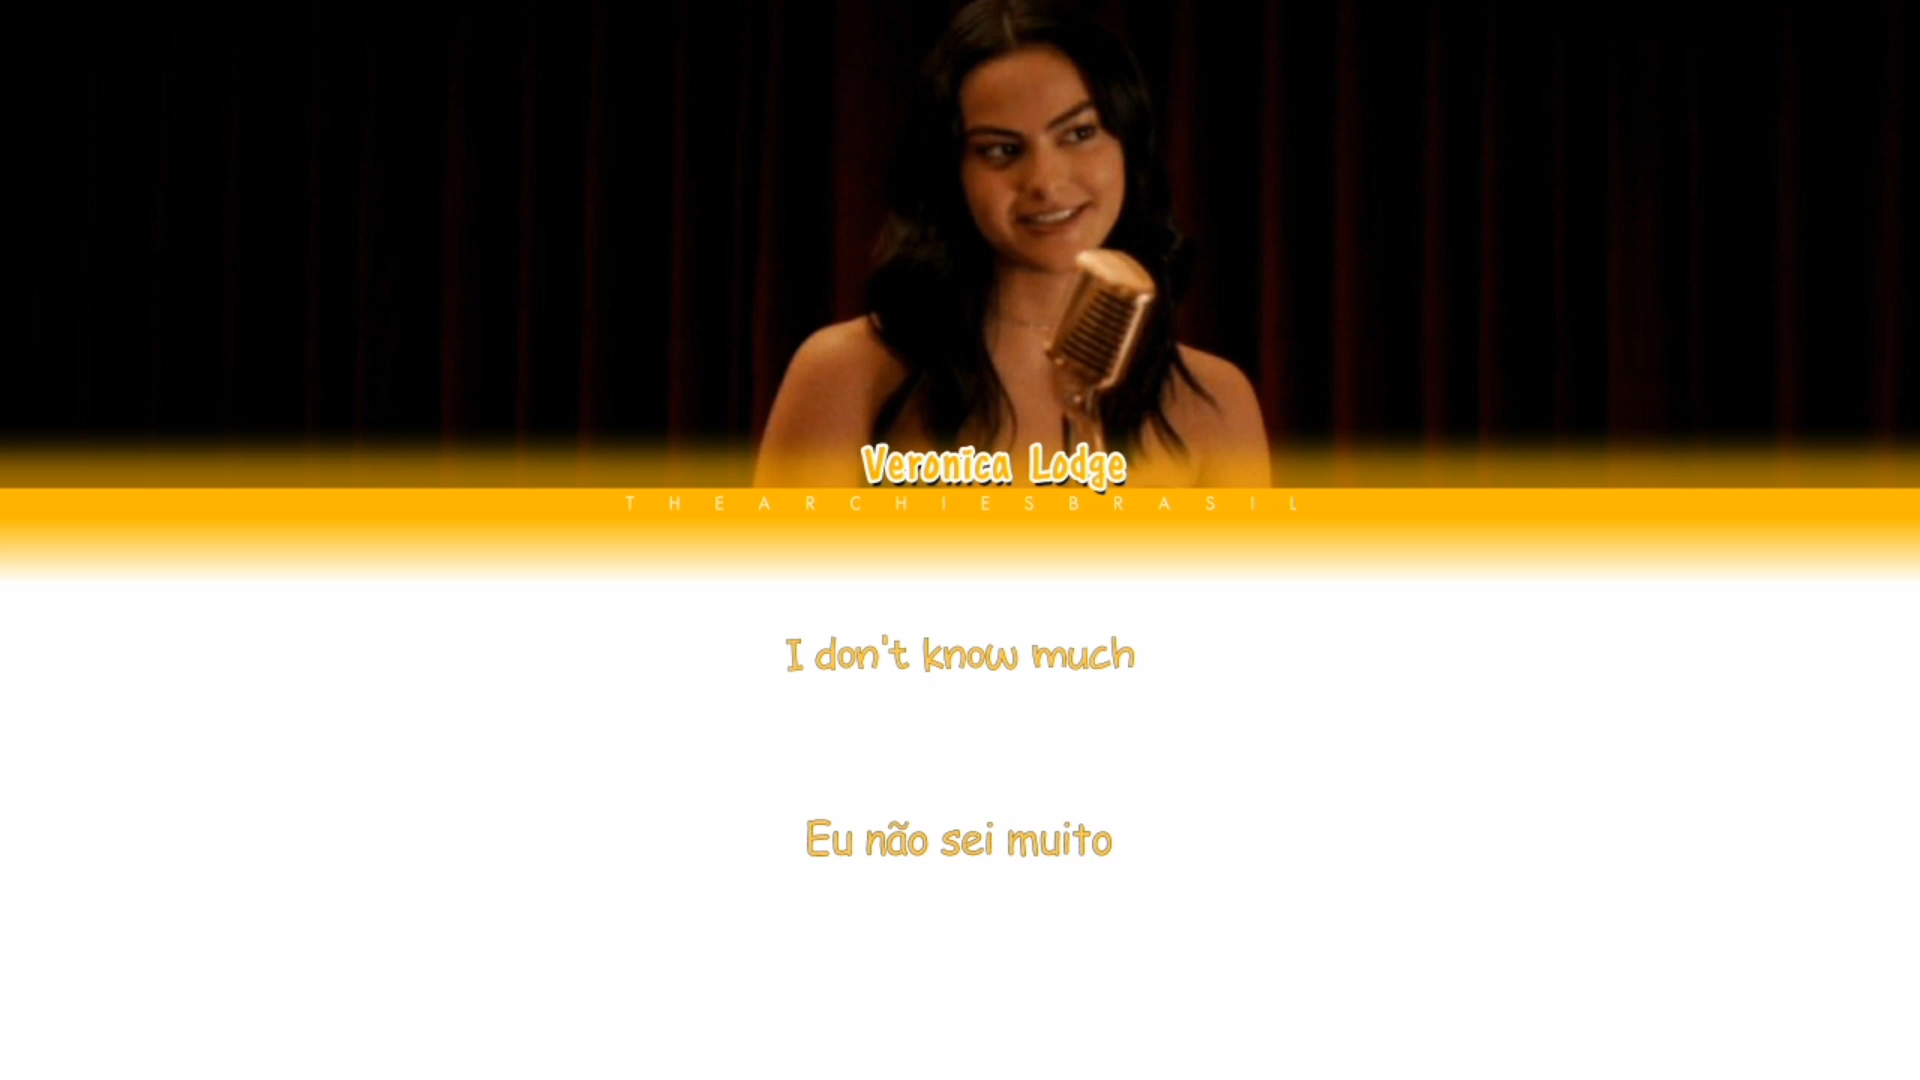 Veronica Lodge
THEARCHIESBRASIL
I don't know much
Eu não sei muito